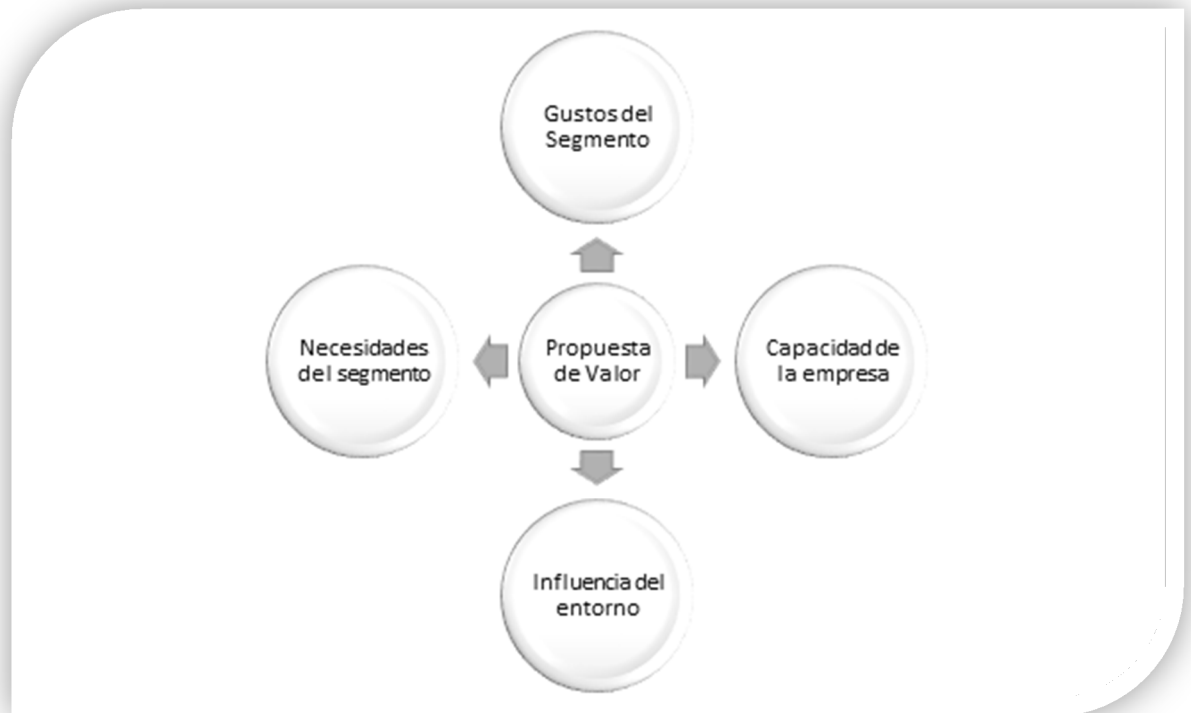 Gustos del
Segmento
Necesidades
del segmento
Propuesta
de Valor
Capacidad de
la empresa
Influencia del
entorno